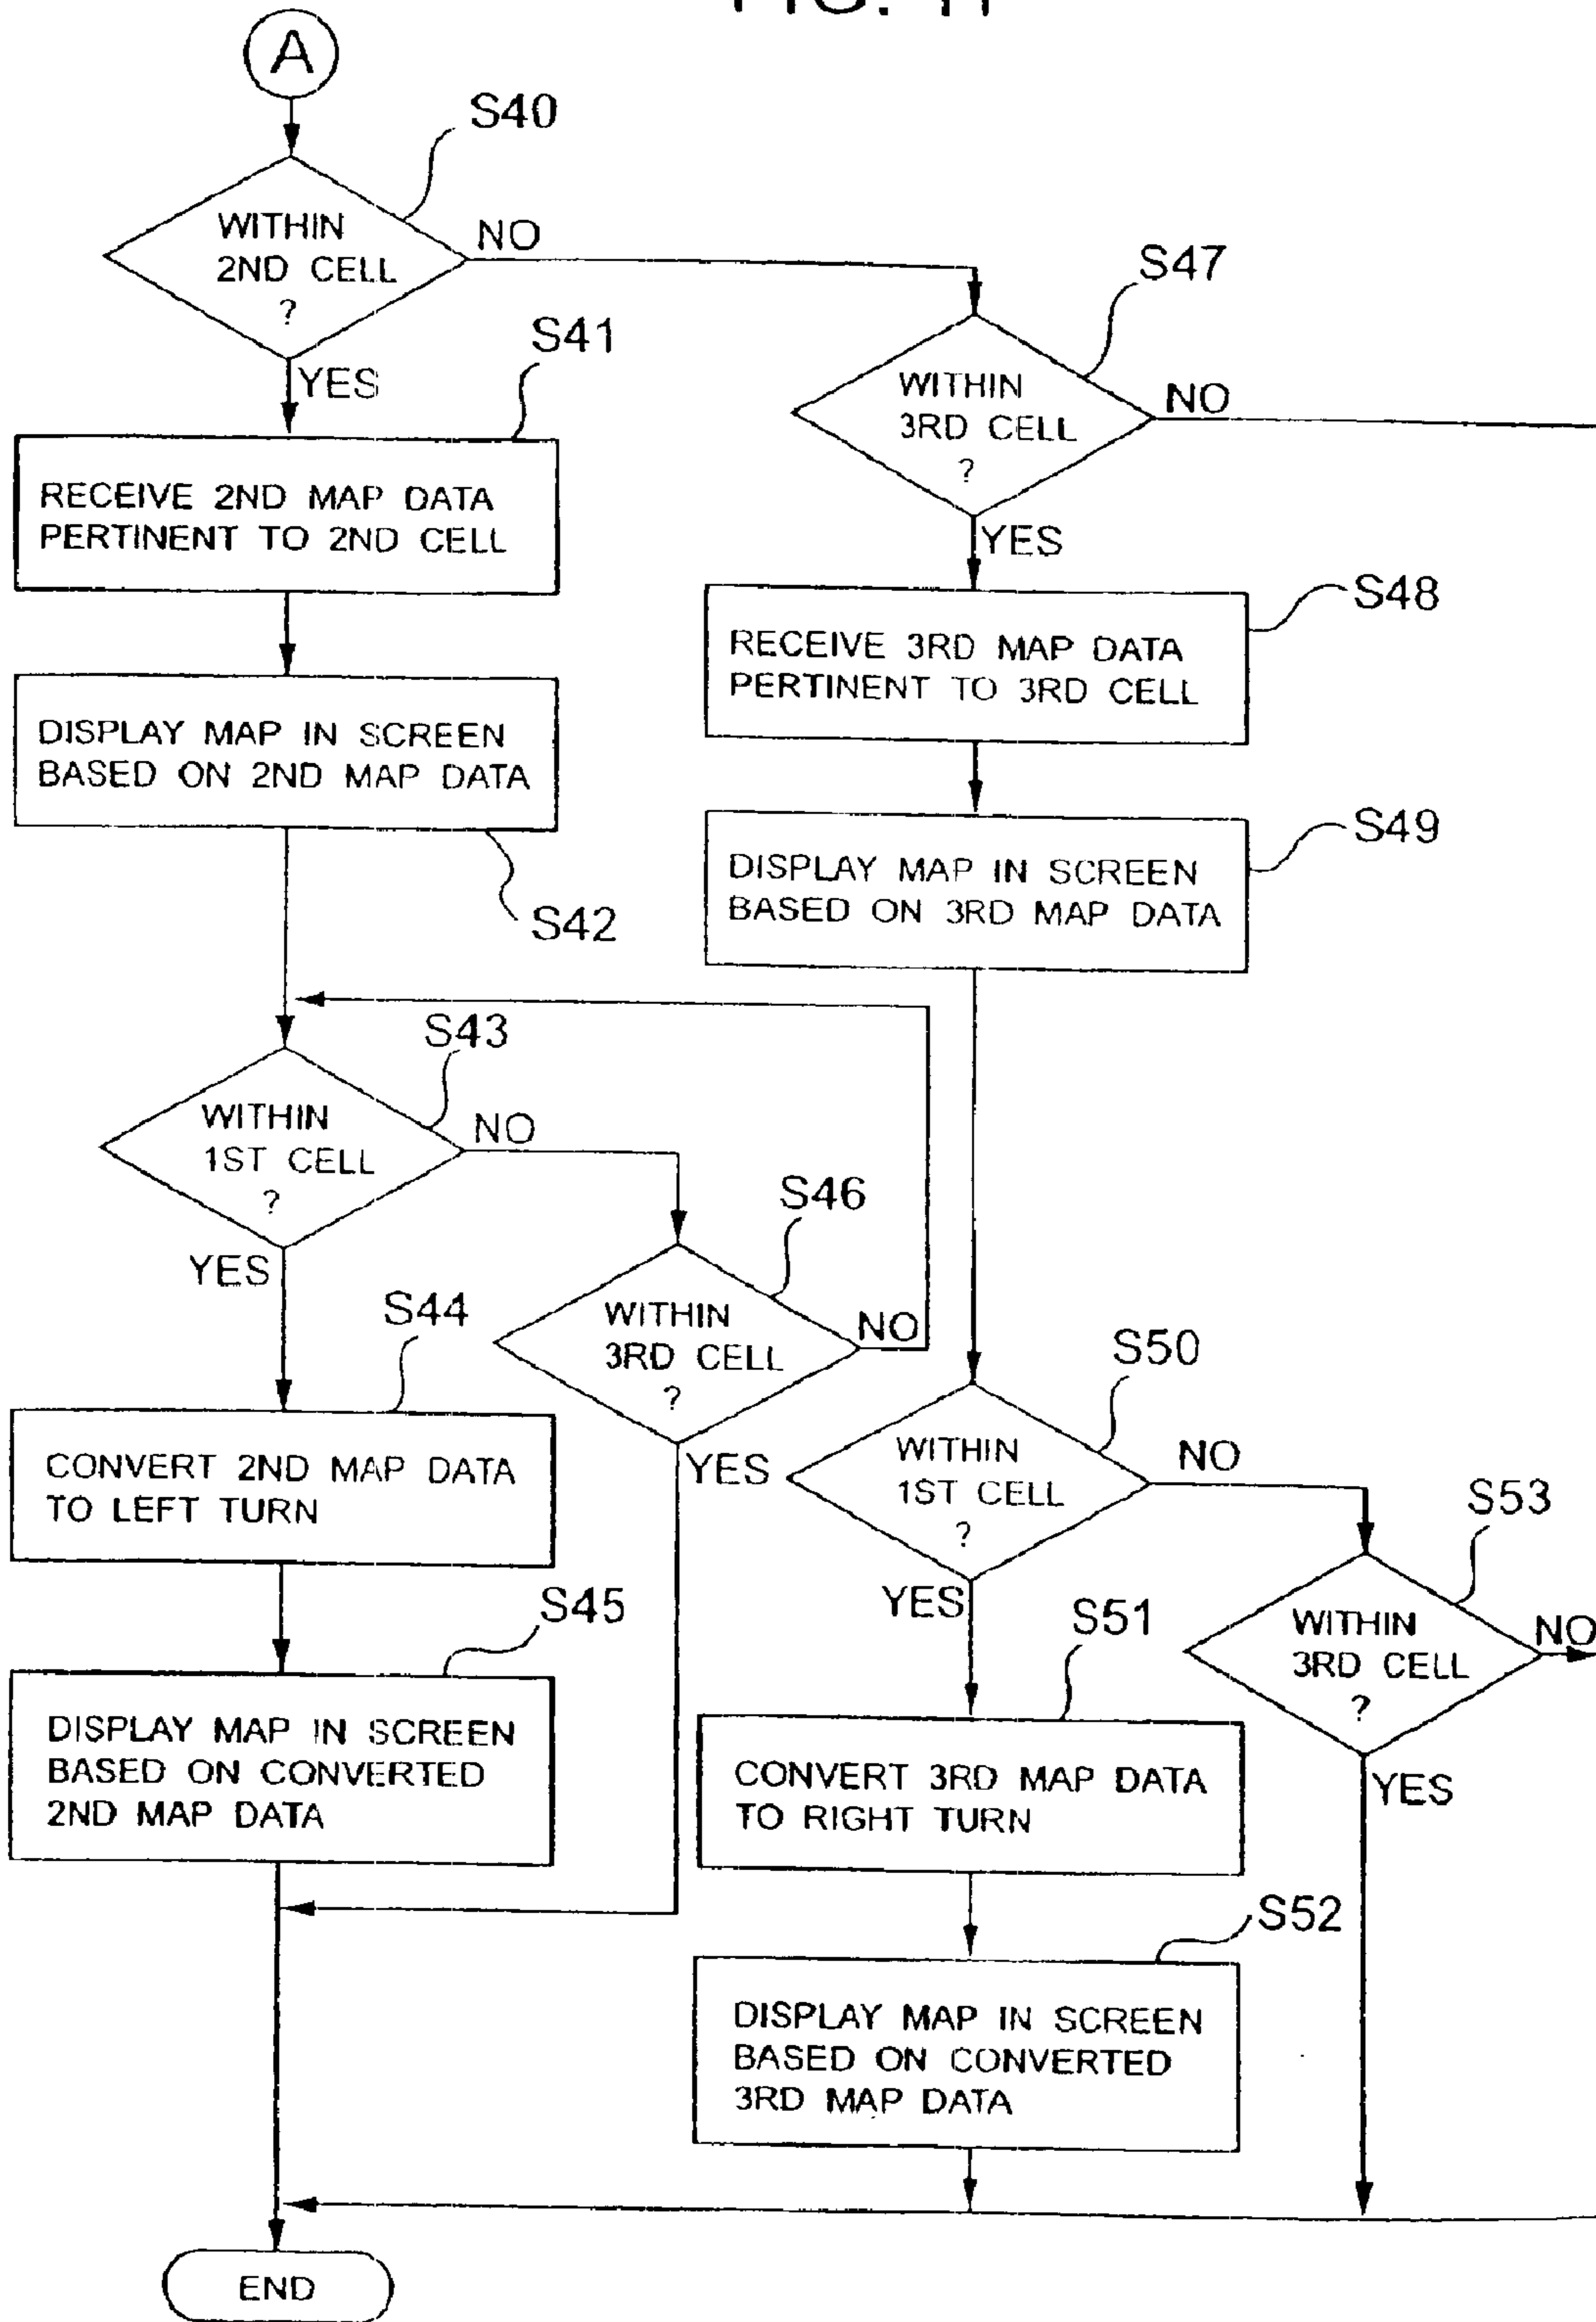 FIG. 11
A
S40
WITHIN
2ND CELL
?
NO
YES
S41
RECEIVE 2ND MAP DATA
PERTINENT TO 2ND CELL
DISPLAY MAP IN SCREEN
BASED ON 2ND MAP DATA
S42
S43
WITHIN
1ST CELL
?
NO
YES
S44
CONVERT 2ND MAP DATA
TO LEFT TURN
S45
DISPLAY MAP IN SCREEN
BASED ON CONVERTED
2ND MAP DATA
S46
WITHIN
3RD CELL
?
NO
YES
S47
WITHIN
3RD CELL
?
NO
YES
S48
RECEIVE 3RD MAP DATA
PERTINENT TO 3RD CELL
S49
DISPLAY MAP IN SCREEN
BASED ON 3RD MAP DATA
S50
WITHIN
1ST CELL
?
NO
YES
S51
CONVERT 3RD MAP DATA
TO RIGHT TURN
S52
DISPLAY MAP IN SCREEN
BASED ON CONVERTED
3RD MAP DATA
S53
WITHIN
3RD CELL
?
NO
YES
END